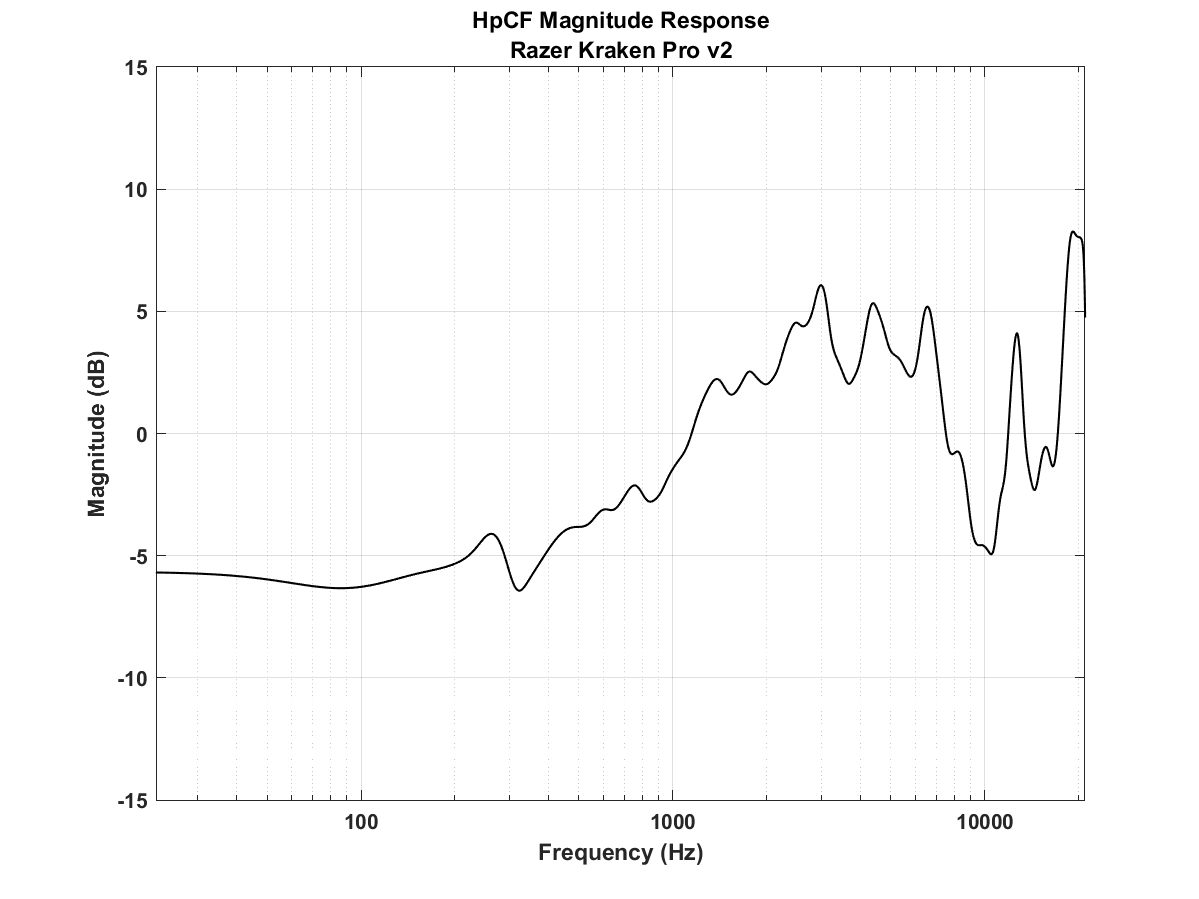 HpCF Magnitude Response
Razer Kraken Pro v2
15
10
5
0
-5
-10
-15
Magnitude (dB)
100
1000
10000
Frequency (Hz)